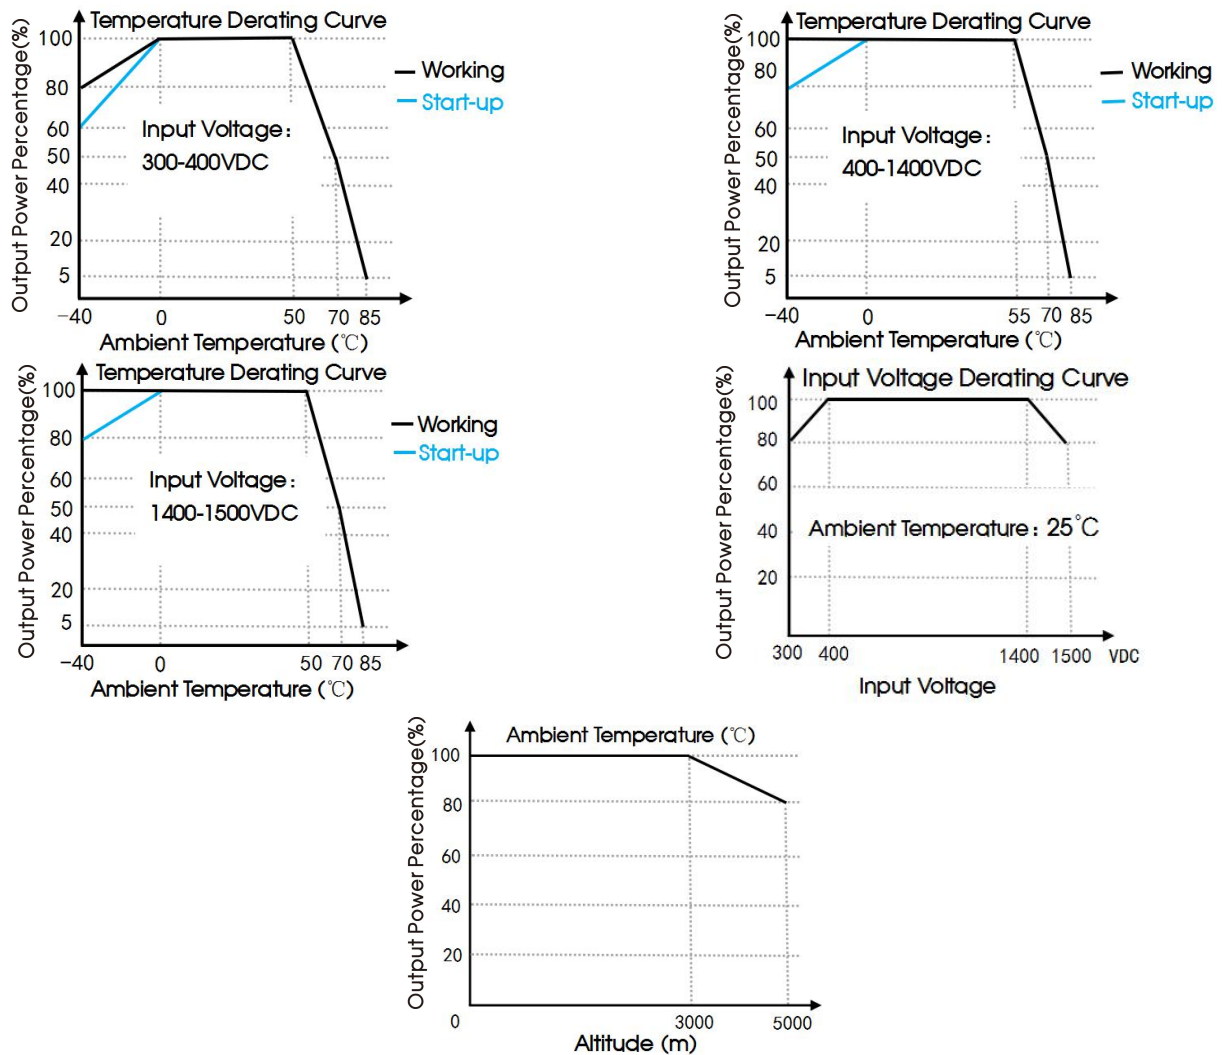 Temperature Derating Curve
Output Power Percentage(%)
100
80
60
50
40
20
5
Working
Start-up
Input Voltage:
300-400VDC
-40 0 50 70 85
Ambient Temperature (℃)
Temperature Derating Curve
Output Power Percentage(%)
100
80
60
50
40
20
5
Working
Start-up
Input Voltage:
400-1400VDC
-40 0 55 70 85
Ambient Temperature (℃)
Temperature Derating Curve
Output Power Percentage(%)
100
80
60
50
40
20
5
Working
Start-up
Input Voltage:
1400-1500VDC
-40 0 50 70 85
Ambient Temperature (℃)
Input Voltage Derating Curve
Output Power Percentage(%)
100
80
60
40
20
Ambient Temperature: 25℃
300 400 1400 1500 VDC
Input Voltage
Ambient Temperature (℃)
Output Power Percentage(%)
100
80
60
40
20
0 3000 5000
Altitude (m)